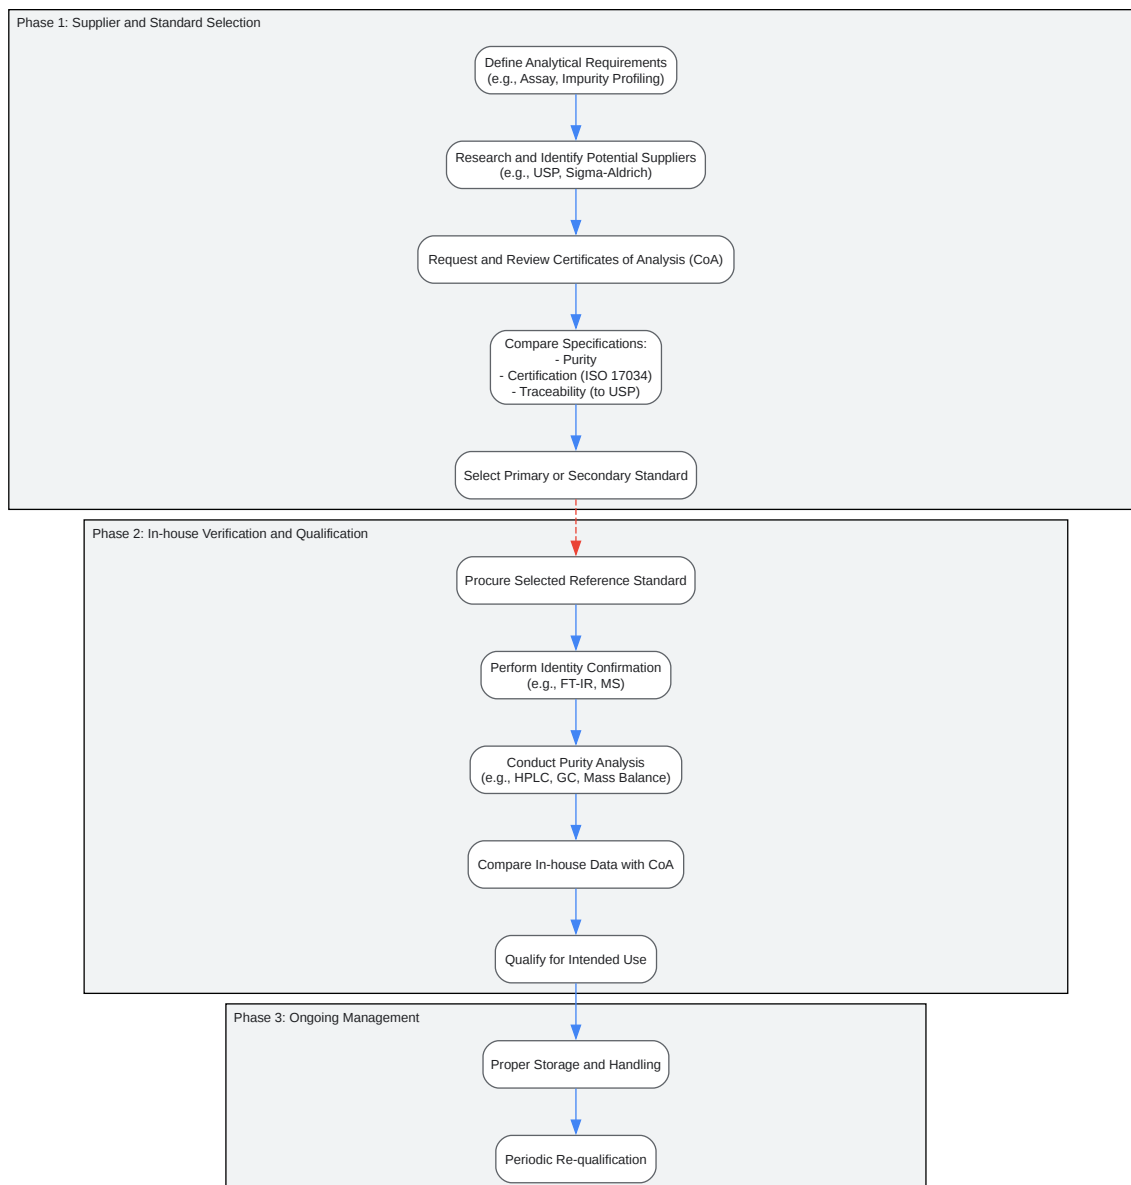 Phase 1: Supplier and Standard Selection
Define Analytical Requirements
(e.g., Assay, Impurity Profiling)
Research and Identify Potential Suppliers
(e.g., USP, Sigma-Aldrich)
Request and Review Certificates of Analysis (CoA)
Compare Specifications:
- Purity
- Certification (ISO 17034)
- Traceability (to USP)
Select Primary or Secondary Standard
Phase 2: In-house Verification and Qualification
Procure Selected Reference Standard
Perform Identity Confirmation
(e.g., FT-IR, MS)
Conduct Purity Analysis
(e.g., HPLC, GC, Mass Balance)
Compare In-house Data with CoA
Qualify for Intended Use
Phase 3: Ongoing Management
Proper Storage and Handling
Periodic Re-qualification